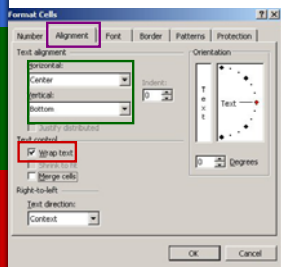 Format Cells
Number Alignment Font Border Patterns Protection
Text alignment
Horizontal:
Center
Indent:
0
Vertical:
Bottom
Justify distributed
Text control
Wrap text
Shrink to fit
Merge cells
Right-to-left
Text direction:
Context
Orientation
Text
Text
0 Degrees
OK Cancel